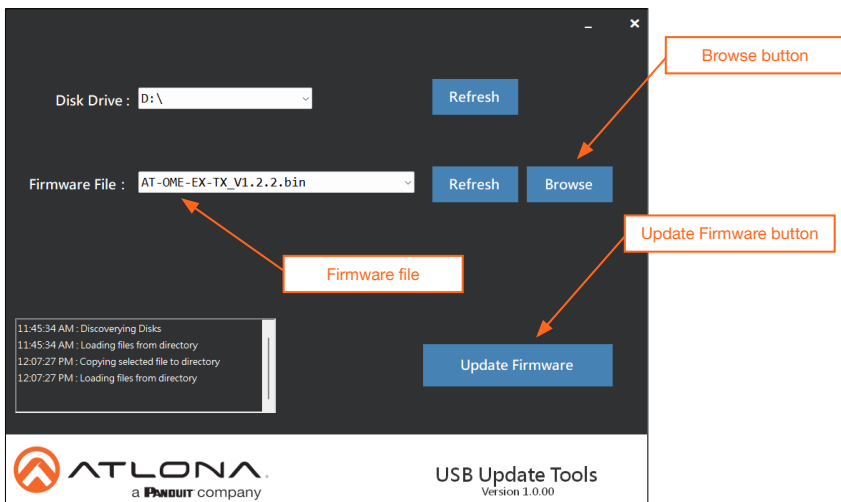 Browse button
Disk Drive : D:\ Refresh
Firmware File : AT-OME-EX-TX_V1.2.2.bin Refresh Browse
Update Firmware button
Firmware file
11:45:34 AM : Discoverying Disks
11:45:34 AM : Loading files from directory
12:07:27 PM : Copying selected file to directory
12:07:27 PM : Loading files from directory
Update Firmware
ATLONA.
a PANDUIT company
USB Update Tools
Version 1.0.00